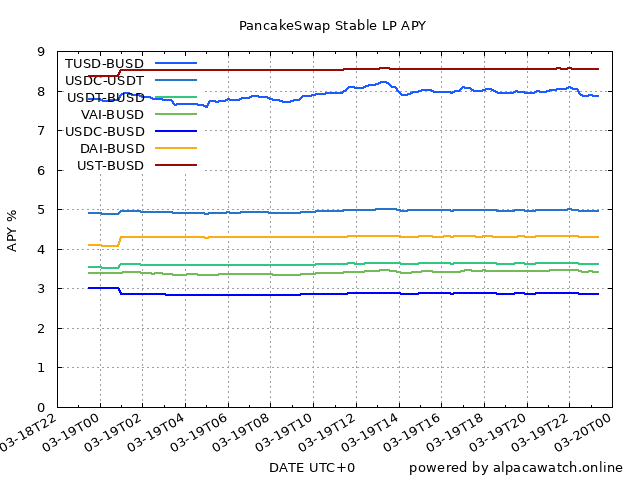 PancakeSwap Stable LP APY
9
8
7
6
5
4
3
2
1
0
APY %
TUSD-BUSD
USDC-USDT
USDT-BUSD
VAI-BUSD
USDC-BUSD
DAI-BUSD
UST-BUSD
03-18T22
03-19T00
03-19T02
03-19T04
03-19T06
03-19T08
03-19T10
03-19T12
03-19T14
03-19T16
03-19T18
03-19T20
03-19T22
03-20T00
DATE UTC+0
powered by alpacawatch.online